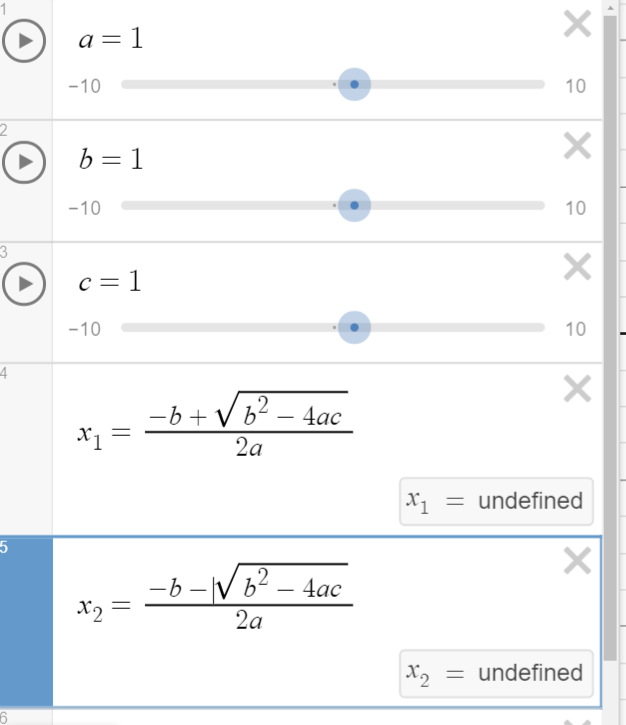 1
a = 1
−10 10
2
b = 1
−10 10
3
c = 1
−10 10
4
x₁ = (−b + √(b² − 4ac)) / 2a
x₁ = undefined
5
x₂ = (−b − √(b² − 4ac)) / 2a
x₂ = undefined
6